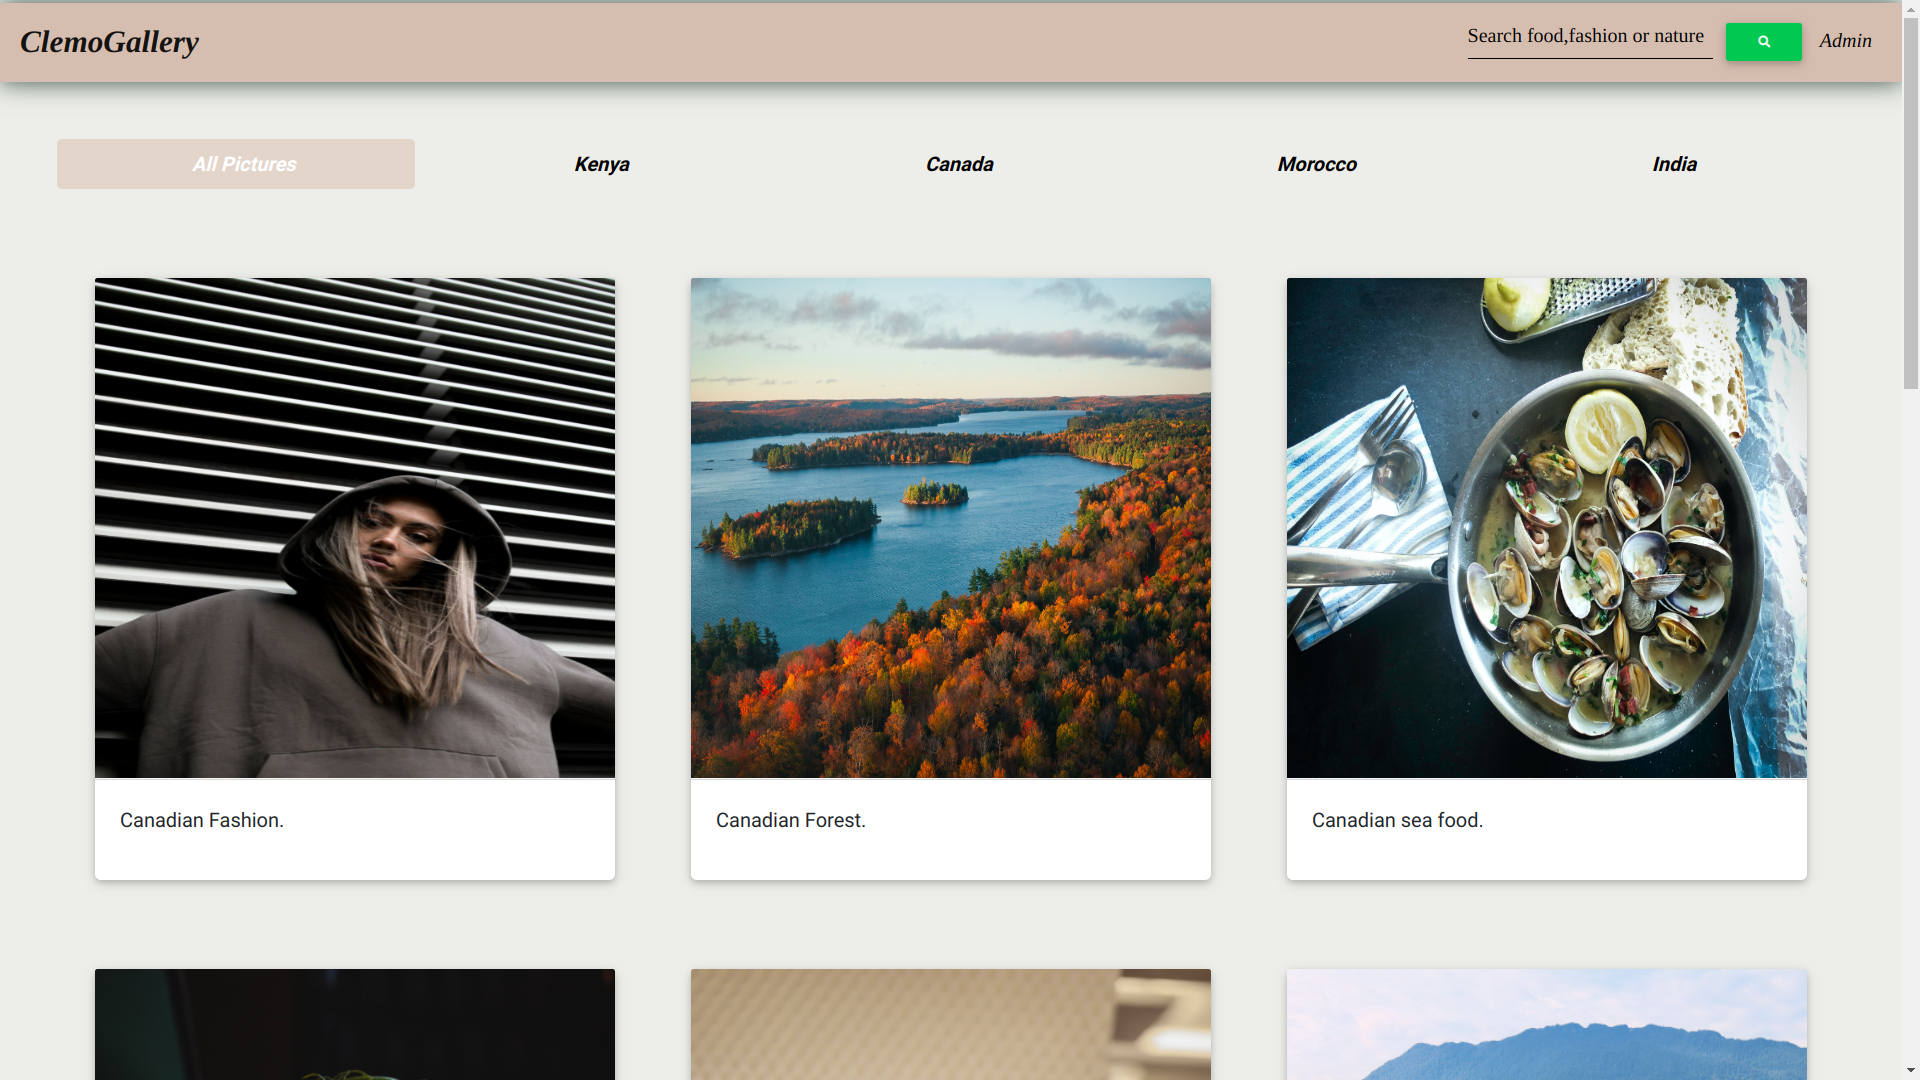 ClemoGallery
Search food,fashion or nature
Admin
All Pictures
Kenya
Canada
Morocco
India
Canadian Fashion.
Canadian Forest.
Canadian sea food.